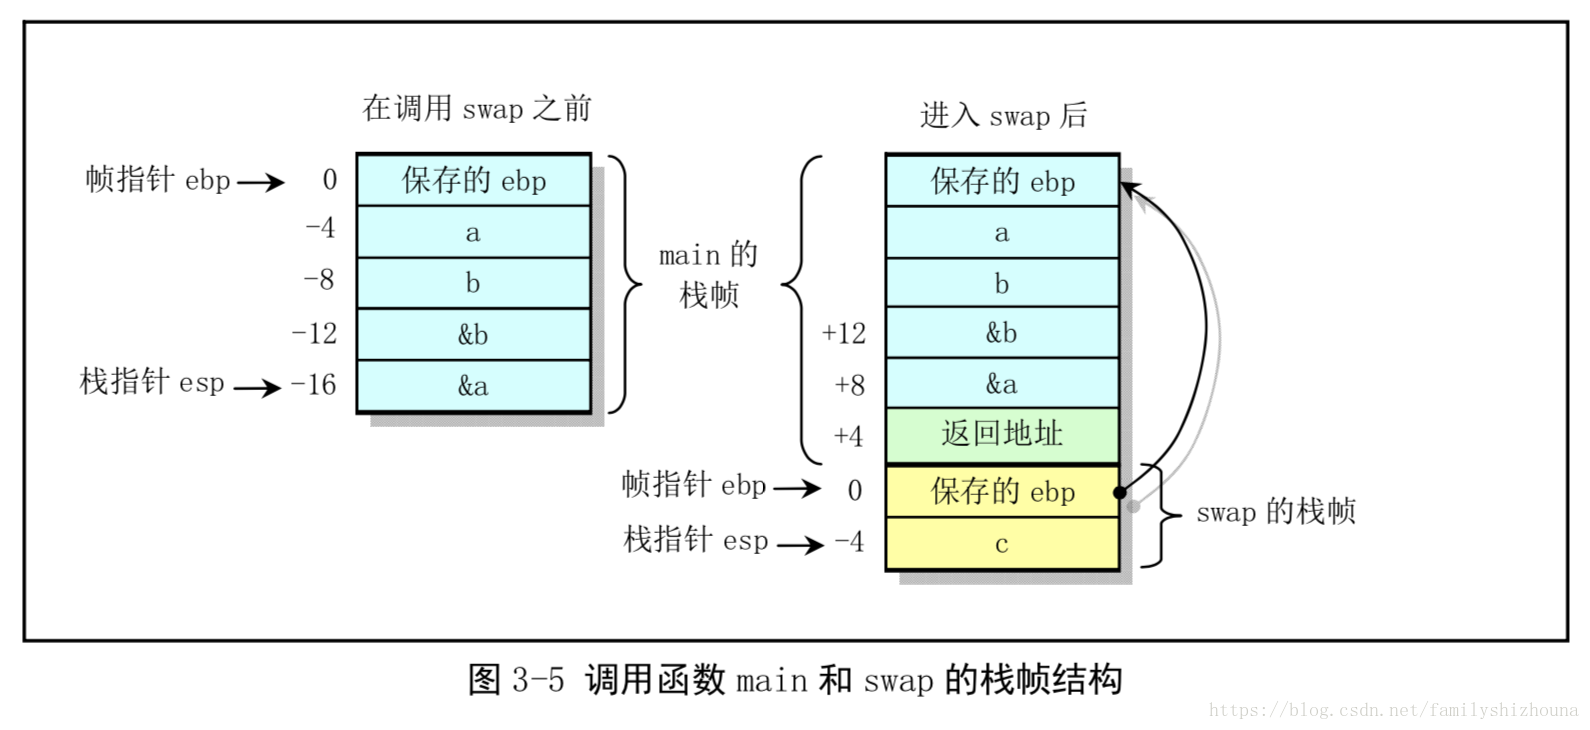 在调用 swap 之前
帧指针 ebp
0
保存的 ebp
-4
a
-8
b
-12
&b
栈指针 esp
-16
&a
main 的
栈帧
进入 swap 后
保存的 ebp
a
b
+12
&b
+8
&a
+4
返回地址
帧指针 ebp
0
保存的 ebp
栈指针 esp
-4
c
swap 的栈帧
图 3-5 调用函数 main 和 swap 的栈帧结构
https://blog.csdn.net/familyshizhouna